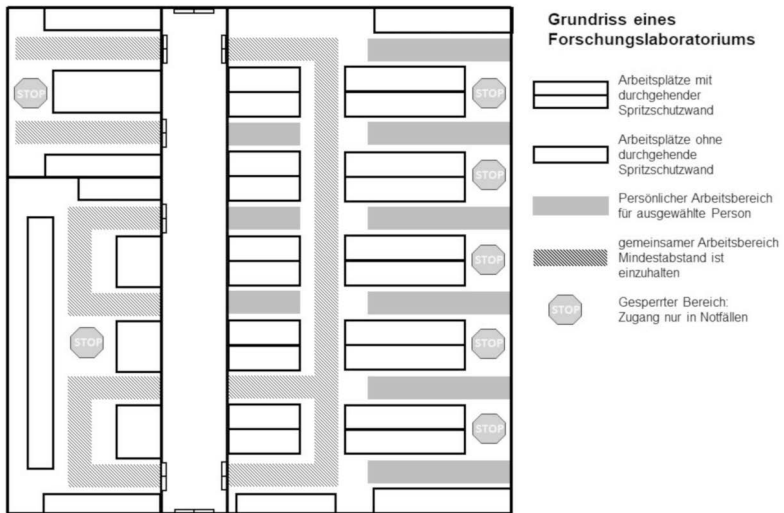 Grundriss eines
Forschungslaboratoriums
STOP
Arbeitsplätze mit
durchgehender
Spritzschutzwand
STOP
Arbeitsplätze ohne
durchgehende
Spritzschutzwand
STOP
Persönlicher Arbeitsbereich
für ausgewählte Person
gemeinsamer Arbeitsbereich
Mindestabstand ist
einzuhalten
STOP
STOP
Gesperrter Bereich:
Zugang nur in Notfällen
STOP
STOP
STOP